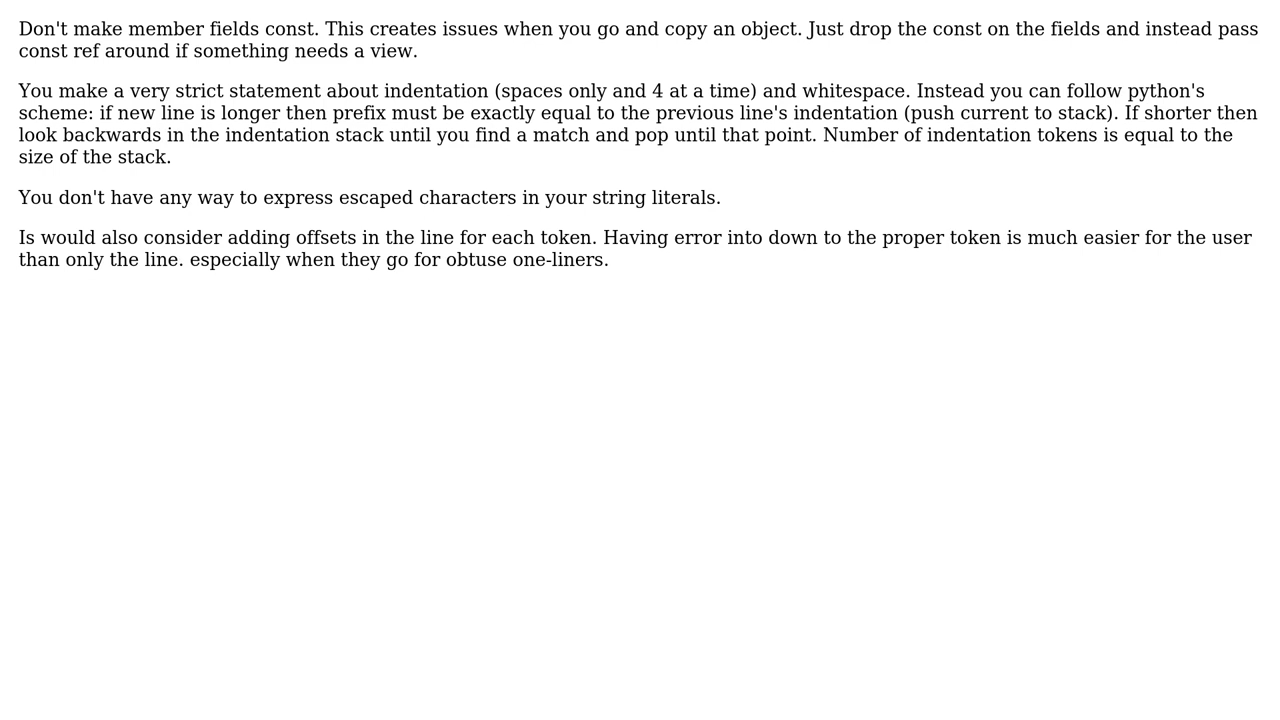 Don't make member fields const. This creates issues when you go and copy an object. Just drop the const on the fields and instead pass
const ref around if something needs a view.
You make a very strict statement about indentation (spaces only and 4 at a time) and whitespace. Instead you can follow python's
scheme: if new line is longer then prefix must be exactly equal to the previous line's indentation (push current to stack). If shorter then
look backwards in the indentation stack until you find a match and pop until that point. Number of indentation tokens is equal to the
size of the stack.
You don't have any way to express escaped characters in your string literals.
Is would also consider adding offsets in the line for each token. Having error into down to the proper token is much easier for the user
than only the line. especially when they go for obtuse one-liners.